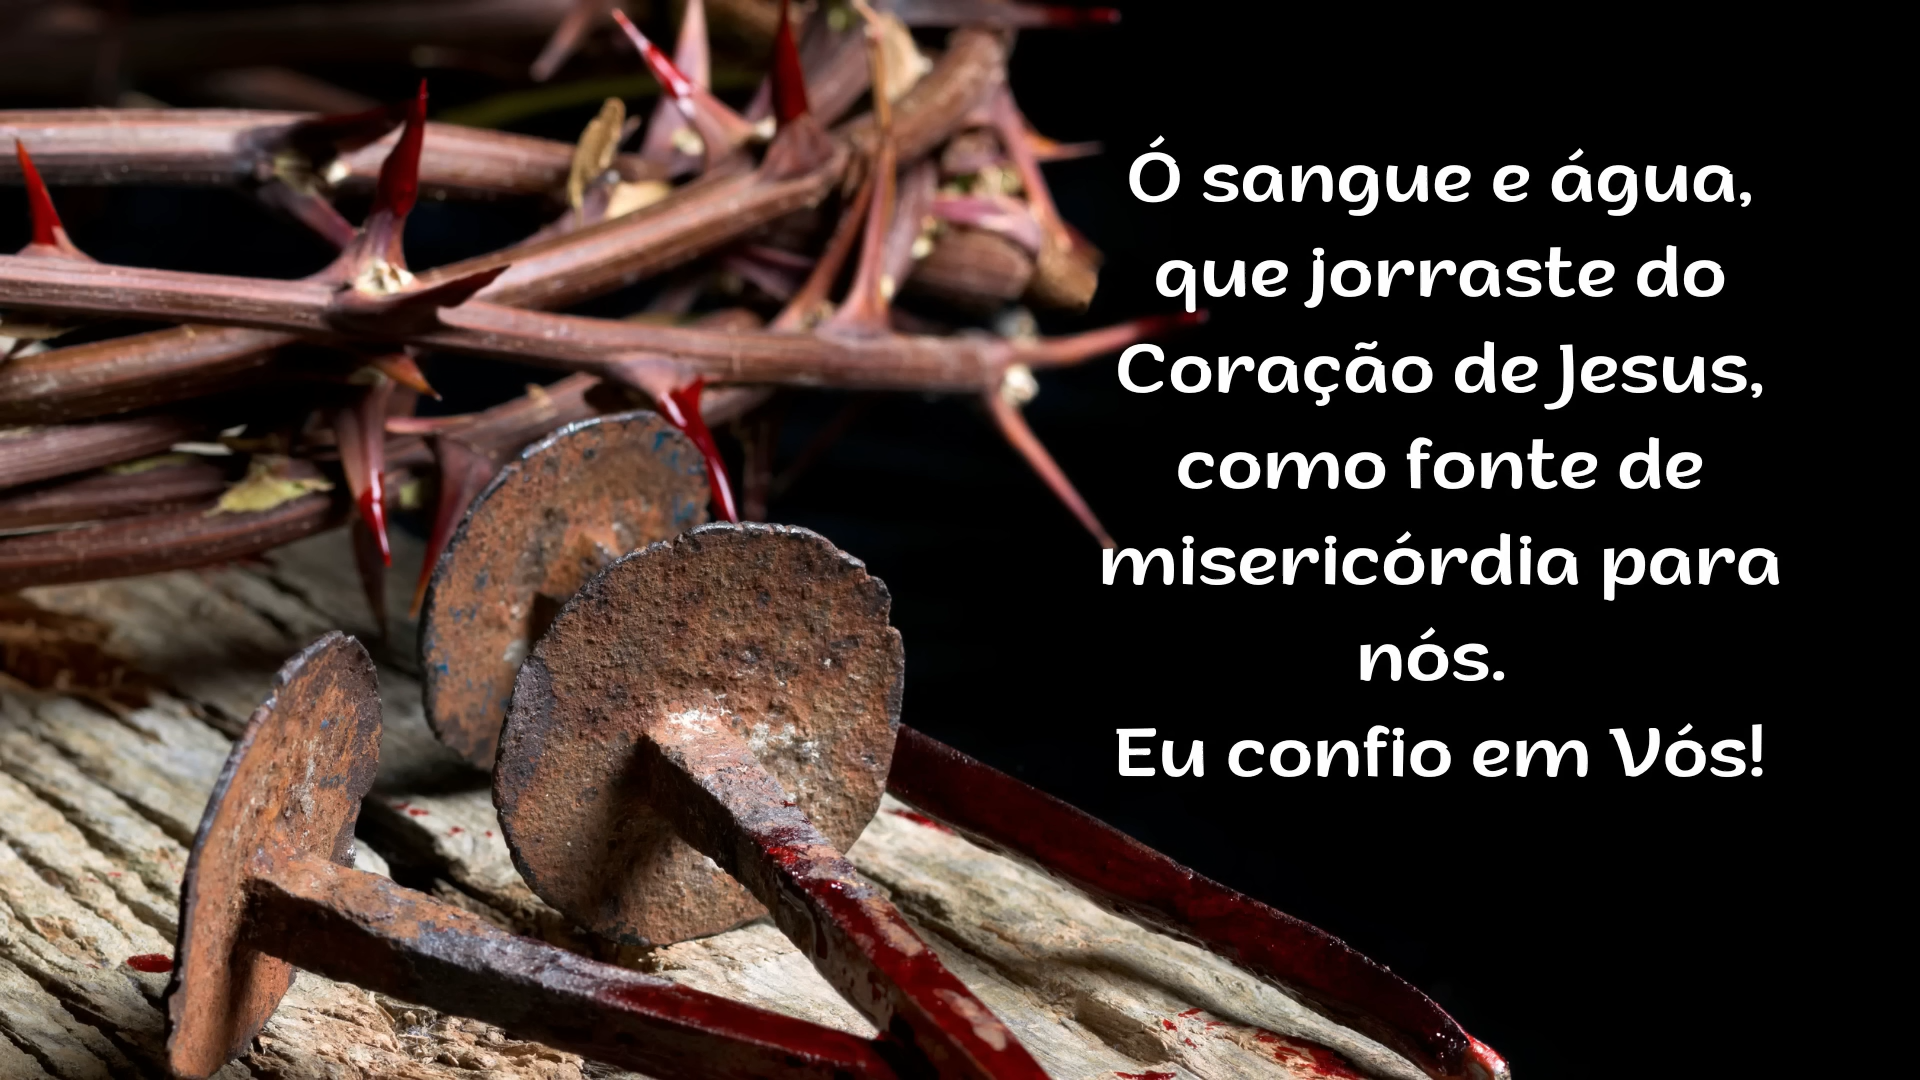 Ó sangue e água,
que jorraste do
Coração de Jesus,
como fonte de
misericórdia para
nós.
Eu confio em Vós!